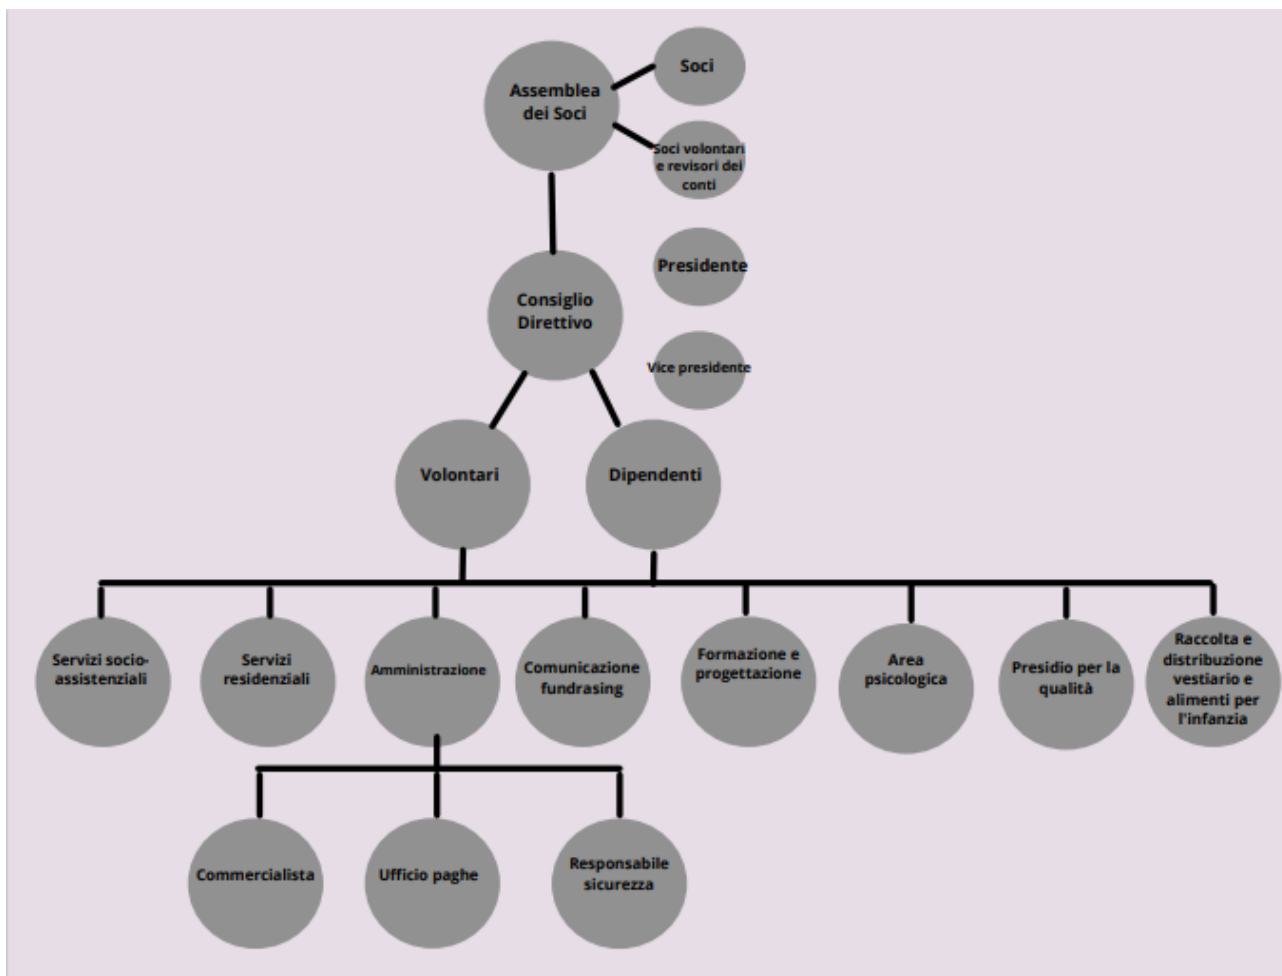 Assemblea
dei Soci
Soci
Soci volontari
e revisori dei
conti
Presidente
Consiglio
Direttivo
Vice presidente
Volontari
Dipendenti
Servizi socio-
assistenziali
Servizi
residenziali
Amministrazione
Comunicazione
fundrasing
Formazione e
progettazione
Area
psicologica
Presidio per la
qualità
Raccolta e
distribuzione
vestiario e
alimenti per
l'infanzia
Commercialista
Ufficio paghe
Responsabile
sicurezza